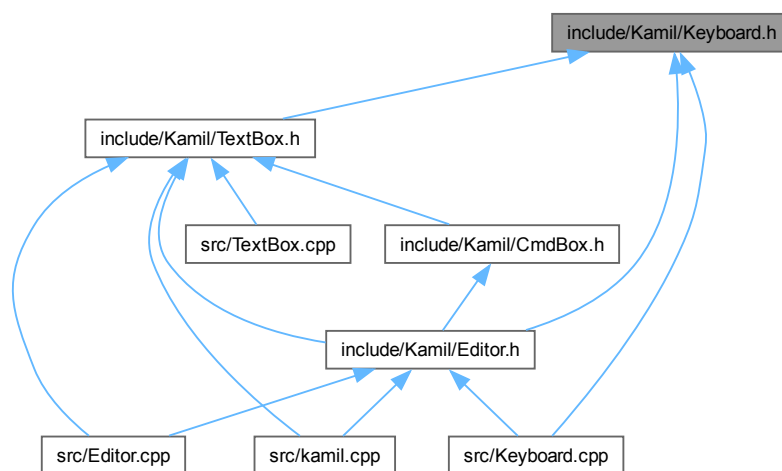 include/Kamil/Keyboard.h
include/Kamil/TextBox.h
src/TextBox.cpp
include/Kamil/CmdBox.h
include/Kamil/Editor.h
src/Editor.cpp
src/kamil.cpp
src/Keyboard.cpp